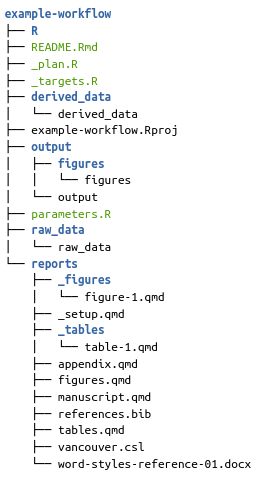 example-workflow
├── R
├── README.Rmd
├── _plan.R
├── _targets.R
├── derived_data
│   └── derived_data
├── example-workflow.Rproj
├── output
│   ├── figures
│   │   └── figures
│   └── output
├── parameters.R
├── raw_data
│   └── raw_data
└── reports
    ├── _figures
    │   └── figure-1.qmd
    ├── _setup.qmd
    ├── _tables
    │   └── table-1.qmd
    ├── appendix.qmd
    ├── figures.qmd
    ├── manuscript.qmd
    ├── references.bib
    ├── tables.qmd
    ├── vancouver.csl
    └── word-styles-reference-01.docx